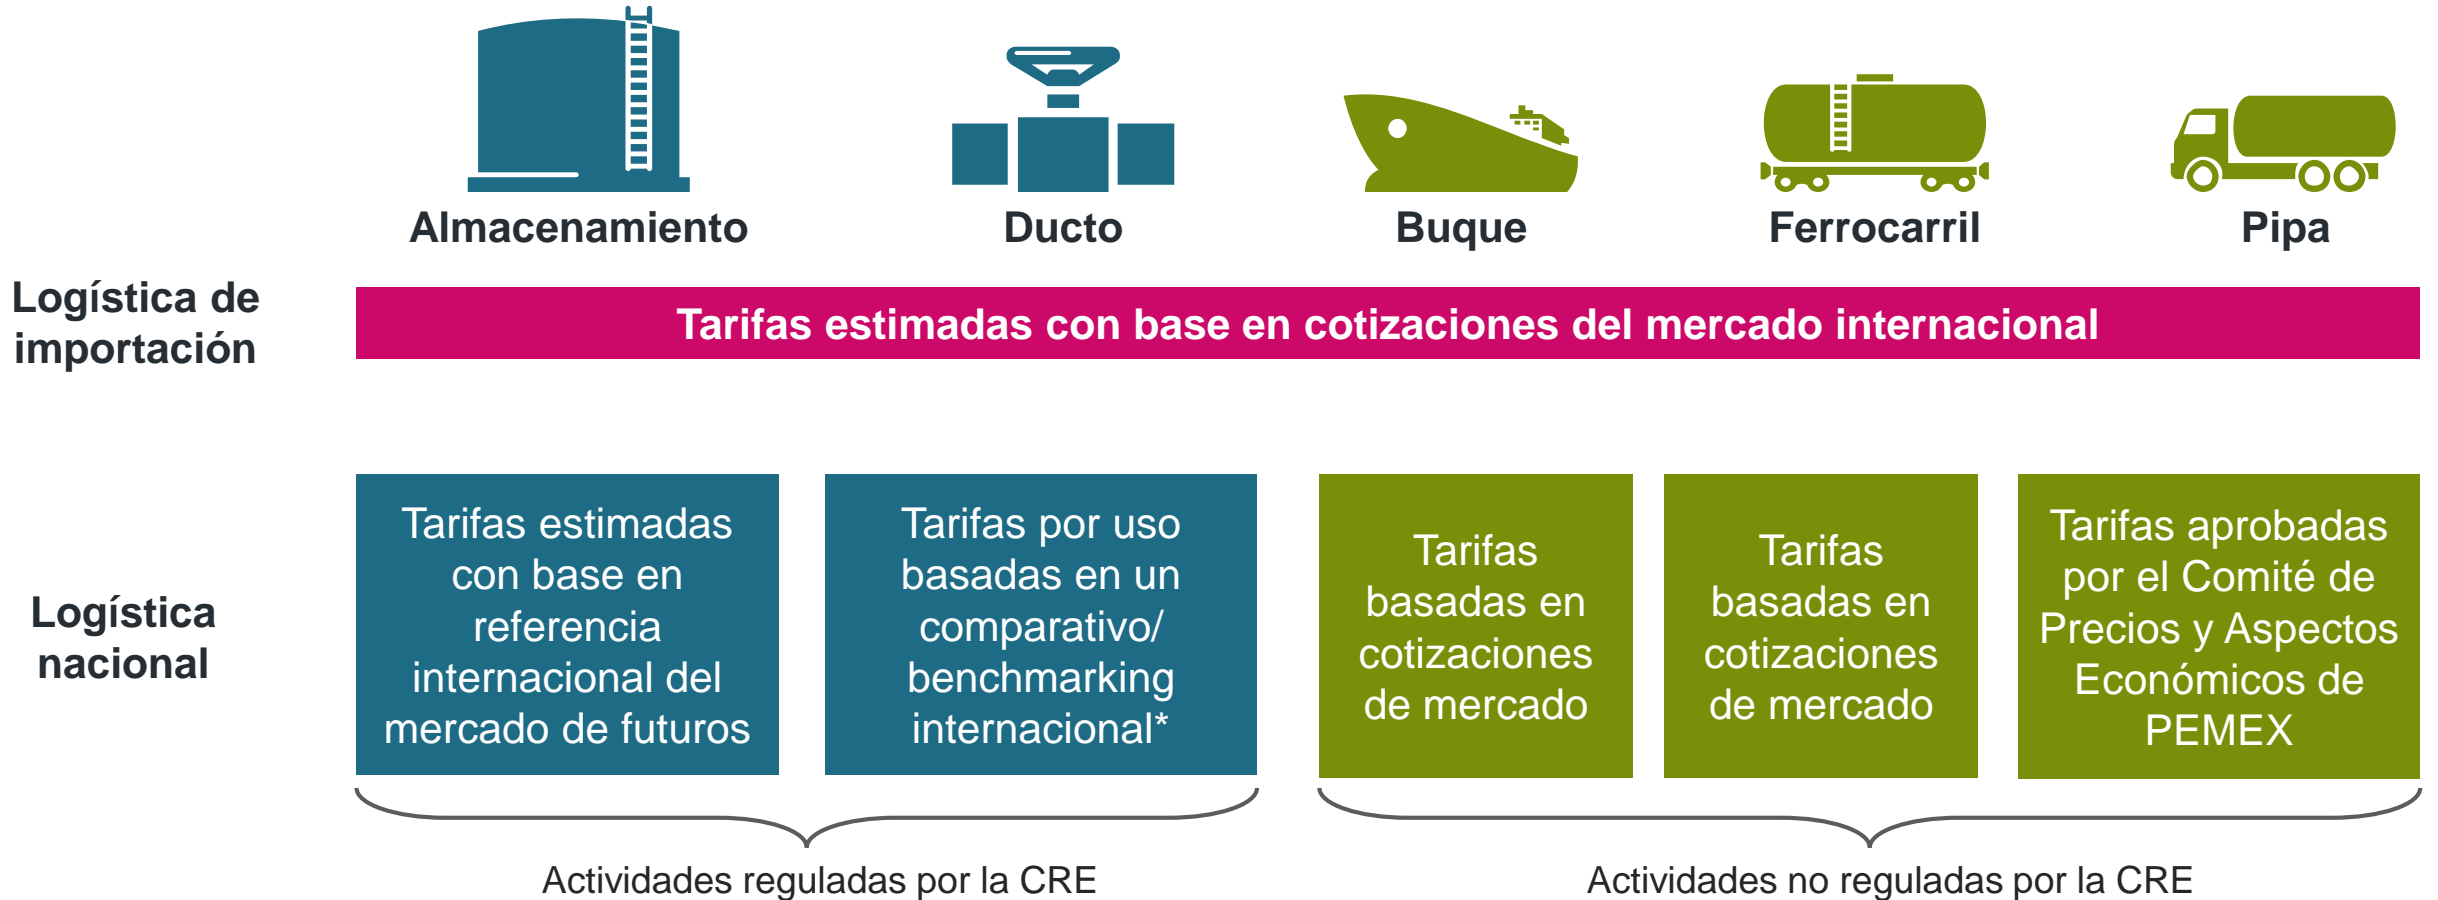 Almacenamiento
Ducto
Buque
Ferrocarril
Pipa
Logística de
importación
Tarifas estimadas con base en cotizaciones del mercado internacional
Logística
nacional
Tarifas estimadas
con base en
referencia
internacional del
mercado de futuros
Tarifas por uso
basadas en un
comparativo/
benchmarking
internacional*
Tarifas
basadas en
cotizaciones
de mercado
Tarifas
basadas en
cotizaciones
de mercado
Tarifas aprobadas
por el Comité de
Precios y Aspectos
Económicos de
PEMEX
Actividades reguladas por la CRE
Actividades no reguladas por la CRE